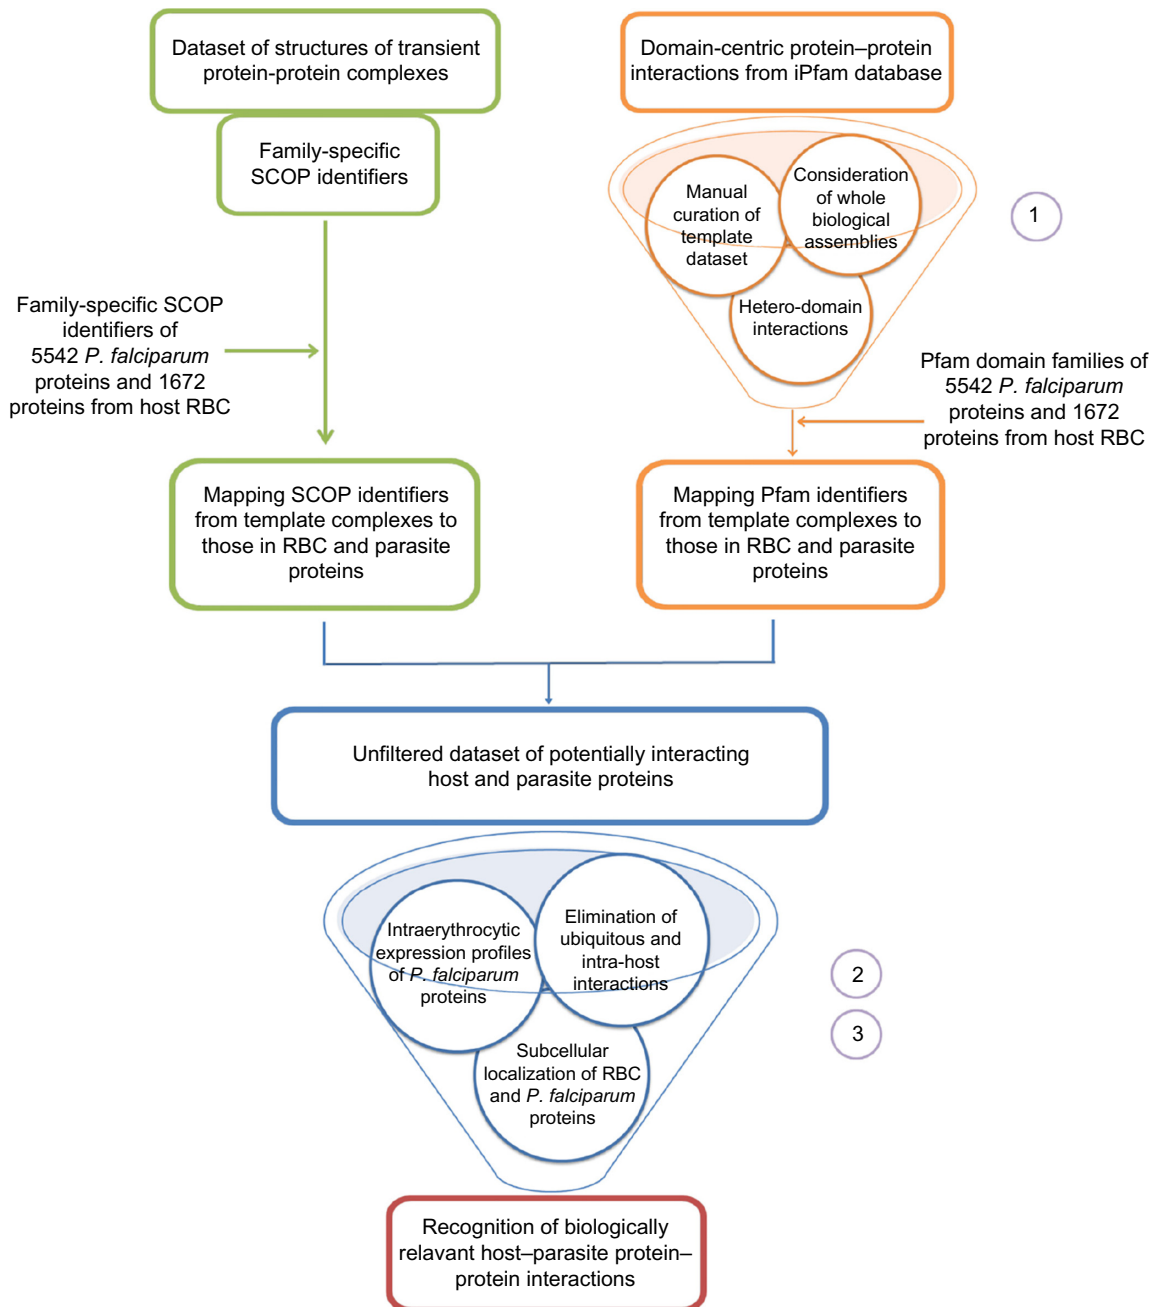 Dataset of structures of transient
protein-protein complexes
Family-specific
SCOP identifiers
Family-specific SCOP
identifiers of
5542 P. falciparum
proteins and 1672
proteins from host RBC
Mapping SCOP identifiers
from template complexes to
those in RBC and parasite
proteins
Domain-centric protein–protein
interactions from iPfam database
Manual
curation of
template
dataset
Consideration
of whole
biological
assemblies
Hetero-domain
interactions
1
Pfam domain families of
5542 P. falciparum
proteins and 1672
proteins from host RBC
Mapping Pfam identifiers
from template complexes to
those in RBC and parasite
proteins
Unfiltered dataset of potentially interacting
host and parasite proteins
Intraerythrocytic
expression profiles
of P. falciparum
proteins
Elimination of
ubiquitous and
intra-host
interactions
Subcellular
localization of RBC
and P. falciparum
proteins
2
3
Recognition of biologically
relavant host–parasite protein–
protein interactions